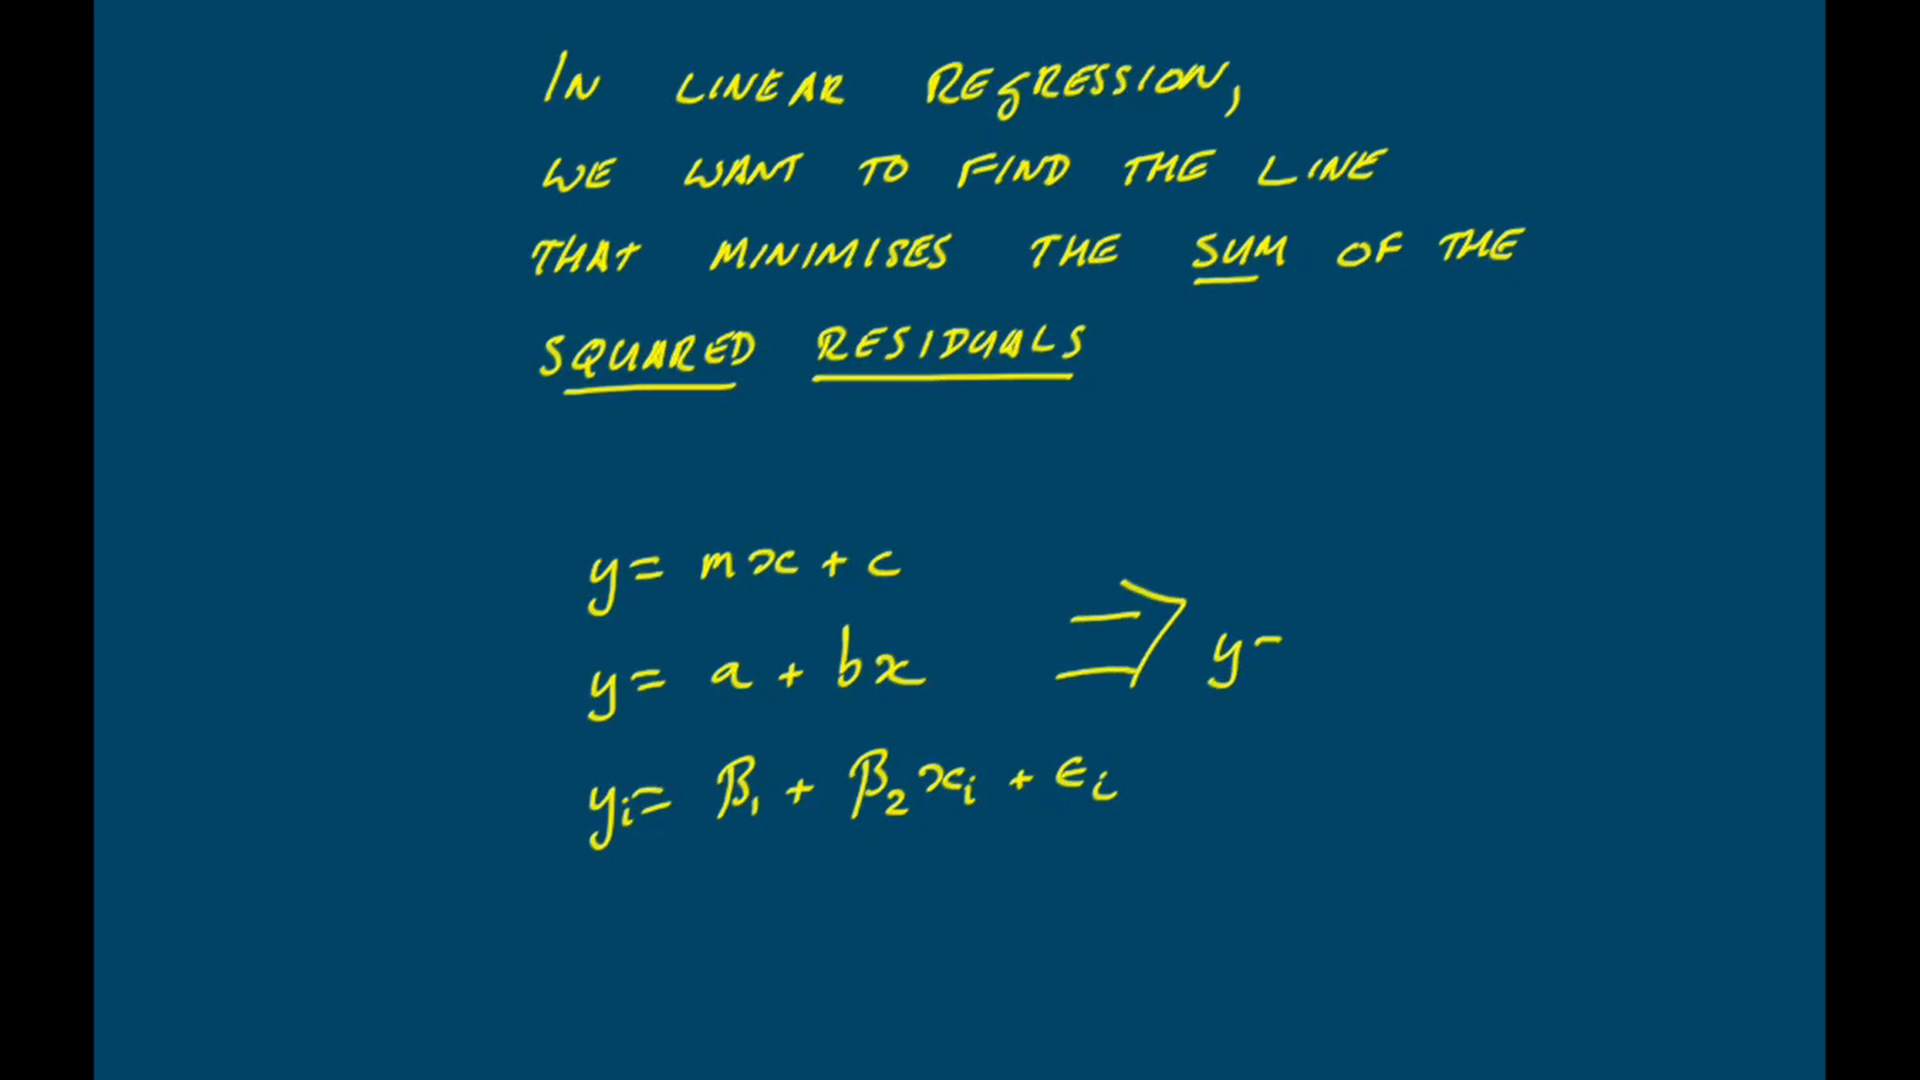 IN LINEAR REGRESSION,
WE WANT TO FIND THE LINE
THAT MINIMISES THE SUM OF THE
SQUARED RESIDUALS
y = mx + c
y = a + bx ⇒ y -
yᵢ = β₁ + β₂xᵢ + ϵᵢ